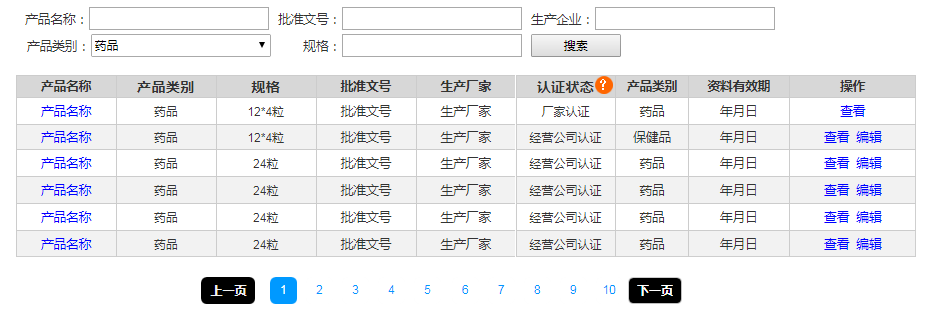 产品名称： 批准文号： 生产企业：
产品类别： 药品 规格： 搜索
产品名称 产品类别 规格 批准文号 生产厂家 认证状态 ? 产品类别 资料有效期 操作
产品名称 药品 12*4粒 批准文号 生产厂家 厂家认证 药品 年月日 查看
产品名称 药品 12*4粒 批准文号 生产厂家 经营公司认证 保健品 年月日 查看 编辑
产品名称 药品 24粒 批准文号 生产厂家 经营公司认证 药品 年月日 查看 编辑
产品名称 药品 24粒 批准文号 生产厂家 经营公司认证 药品 年月日 查看 编辑
产品名称 药品 24粒 批准文号 生产厂家 经营公司认证 药品 年月日 查看 编辑
产品名称 药品 24粒 批准文号 生产厂家 经营公司认证 药品 年月日 查看 编辑
上一页 1 2 3 4 5 6 7 8 9 10 下一页